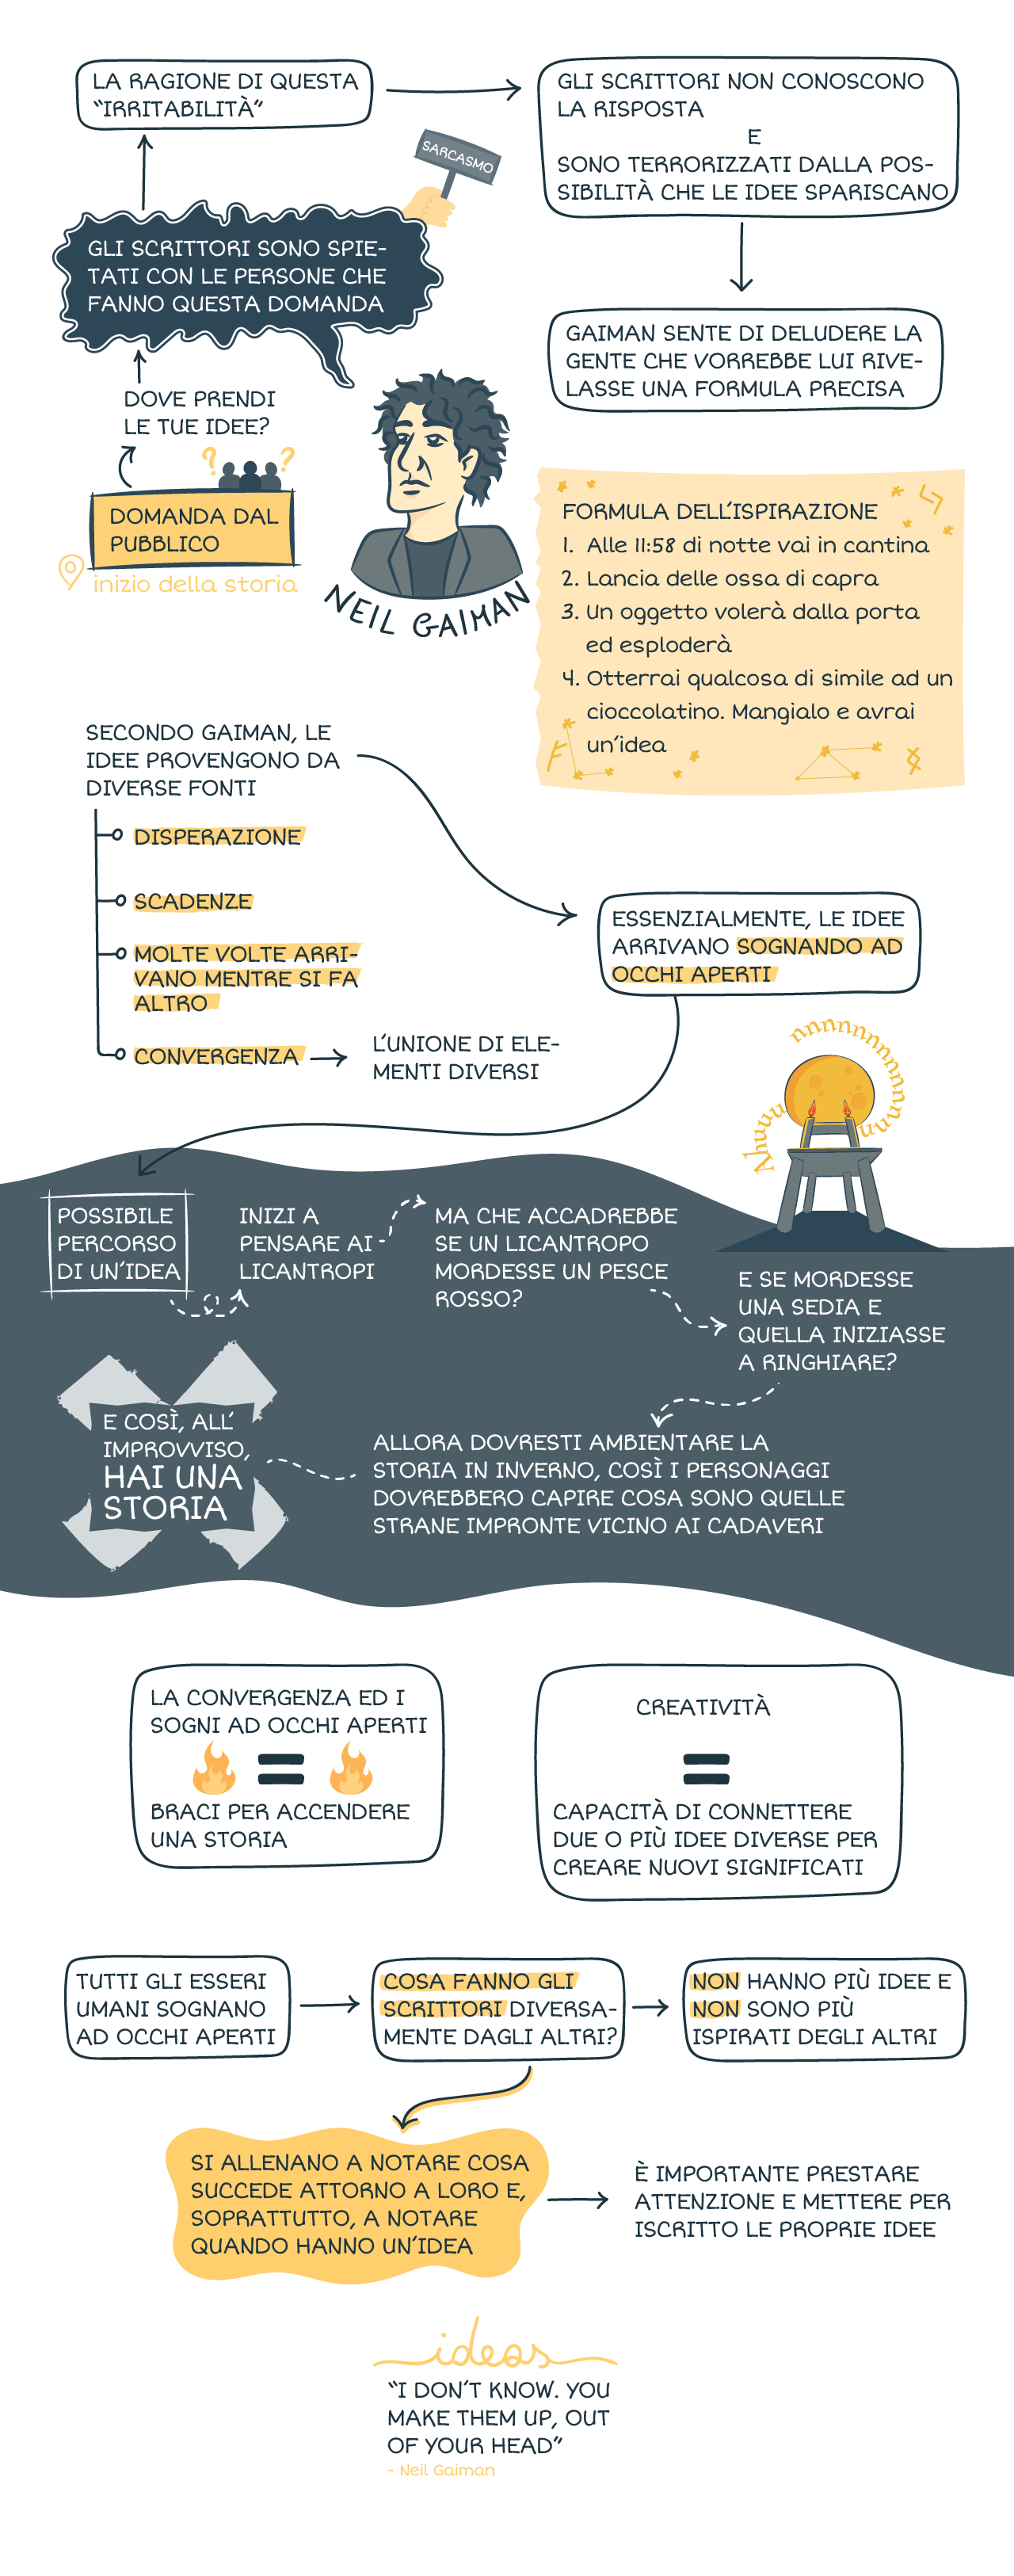 LA RAGIONE DI QUESTA
“IRRITABILITÀ”
GLI SCRITTORI NON CONOSCONO
LA RISPOSTA
E
SONO TERRORIZZATI DALLA POS-
SIBILITÀ CHE LE IDEE SPARISCANO
SARCASMO
GLI SCRITTORI SONO SPIE-
TATI CON LE PERSONE CHE
FANNO QUESTA DOMANDA
GAIMAN SENTE DI DELUDERE LA
GENTE CHE VORREBBE LUI RIVE-
LASSE UNA FORMULA PRECISA
DOVE PRENDI
LE TUE IDEE?
? ?
DOMANDA DAL
PUBBLICO
inizio della storia
NEIL GAIMAN
FORMULA DELL'ISPIRAZIONE
1. Alle 11:58 di notte vai in cantina
2. Lancia delle ossa di capra
3. Un oggetto volerà dalla porta
ed esploderà
4. Otterrai qualcosa di simile ad un
cioccolatino. Mangialo e avrai
un'idea
SECONDO GAIMAN, LE
IDEE PROVENGONO DA
DIVERSE FONTI
DISPERAZIONE
SCADENZE
MOLTE VOLTE ARRI-
VANO MENTRE SI FA
ALTRO
CONVERGENZA
L'UNIONE DI ELE-
MENTI DIVERSI
ESSENZIALMENTE, LE IDEE
ARRIVANO SOGNANDO AD
OCCHI APERTI
Ahuuu
POSSIBILE
PERCORSO
DI UN'IDEA
INIZI A
PENSARE AI
LICANTROPI
MA CHE ACCADREBBE
SE UN LICANTROPO
MORDESSE UN PESCE
ROSSO?
E SE MORDESSE
UNA SEDIA E
QUELLA INIZIASSE
A RINGHIARE?
ALLORA DOVRESTI AMBIENTARE LA
STORIA IN INVERNO, COSÌ I PERSONAGGI
DOVREBBERO CAPIRE COSA SONO QUELLE
STRANE IMPRONTE VICINO AI CADAVERI
E COSÌ, ALL'
IMPROVVISO,
HAI UNA
STORIA
LA CONVERGENZA ED I
SOGNI AD OCCHI APERTI
=
BRACI PER ACCENDERE
UNA STORIA
CREATIVITÀ
=
CAPACITÀ DI CONNETTERE
DUE O PIÙ IDEE DIVERSE PER
CREARE NUOVI SIGNIFICATI
TUTTI GLI ESSERI
UMANI SOGNANO
AD OCCHI APERTI
COSA FANNO GLI
SCRITTORI DIVERSA-
MENTE DAGLI ALTRI?
NON HANNO PIÙ IDEE E
NON SONO PIÙ
ISPIRATI DEGLI ALTRI
SI ALLENANO A NOTARE COSA
SUCCEDE ATTORNO A LORO E,
SOPRATTUTTO, A NOTARE
QUANDO HANNO UN'IDEA
È IMPORTANTE PRESTARE
ATTENZIONE E METTERE PER
ISCRITTO LE PROPRIE IDEE
ideas
“I DON'T KNOW. YOU
MAKE THEM UP, OUT
OF YOUR HEAD”
- Neil Gaiman